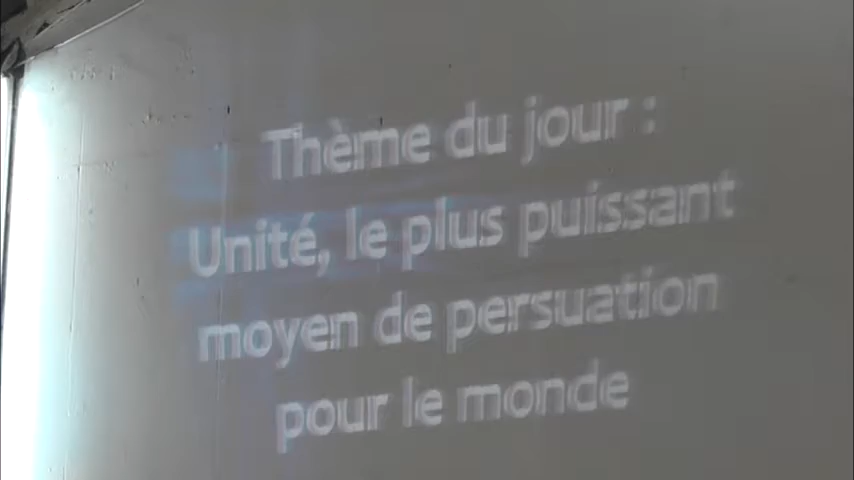 Thème du jour :
Unité, le plus puissant
moyen de persuation
pour le monde